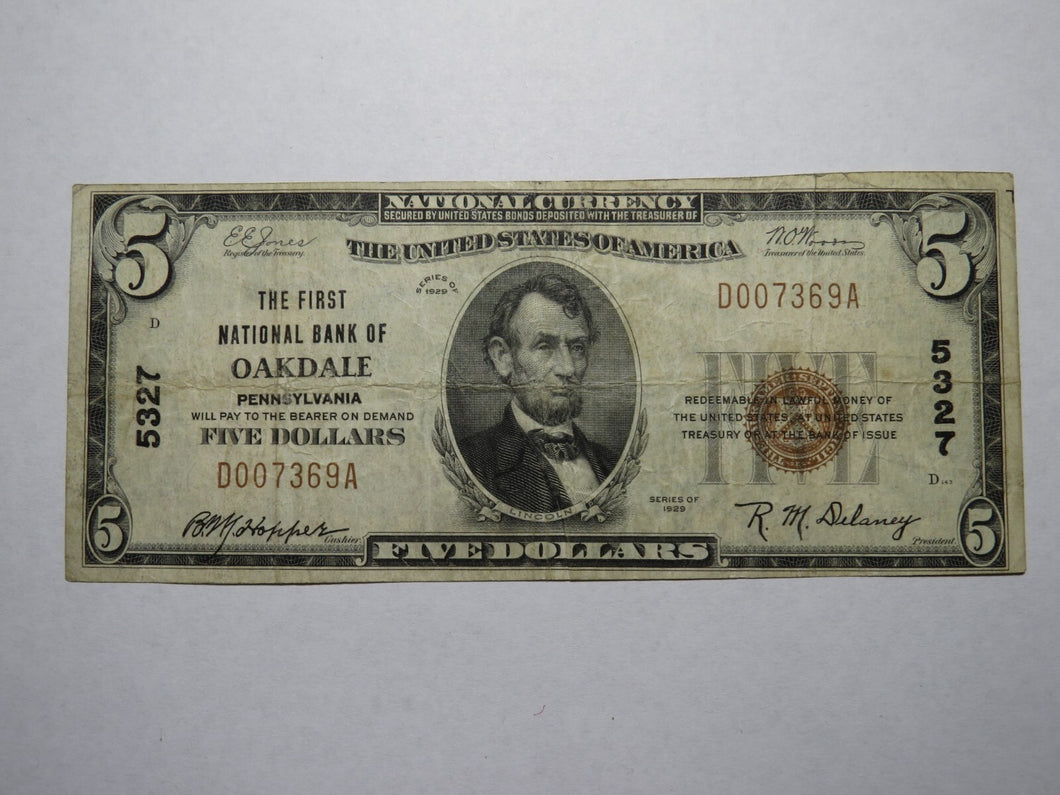 NATIONAL CURRENCY
SECURED BY UNITED STATES BONDS DEPOSITED WITH THE TREASURER OF
THE UNITED STATES OF AMERICA
5
5
E E Jones
Register of the Treasury.
W.O. Woods
Treasurer of the United States.
SERIES OF
1929
THE FIRST
NATIONAL BANK OF
OAKDALE
PENNSYLVANIA
WILL PAY TO THE BEARER ON DEMAND
FIVE DOLLARS
D
5327
D007369A
D007369A
FIVE
REDEEMABLE IN LAWFUL MONEY OF
THE UNITED STATES AT UNITED STATES
TREASURY OR AT THE BANK OF ISSUE
5327
D 143
SERIES OF
1929
LINCOLN
B M Hopper
Cashier.
R. M. Delaney
President.
5
FIVE DOLLARS
5